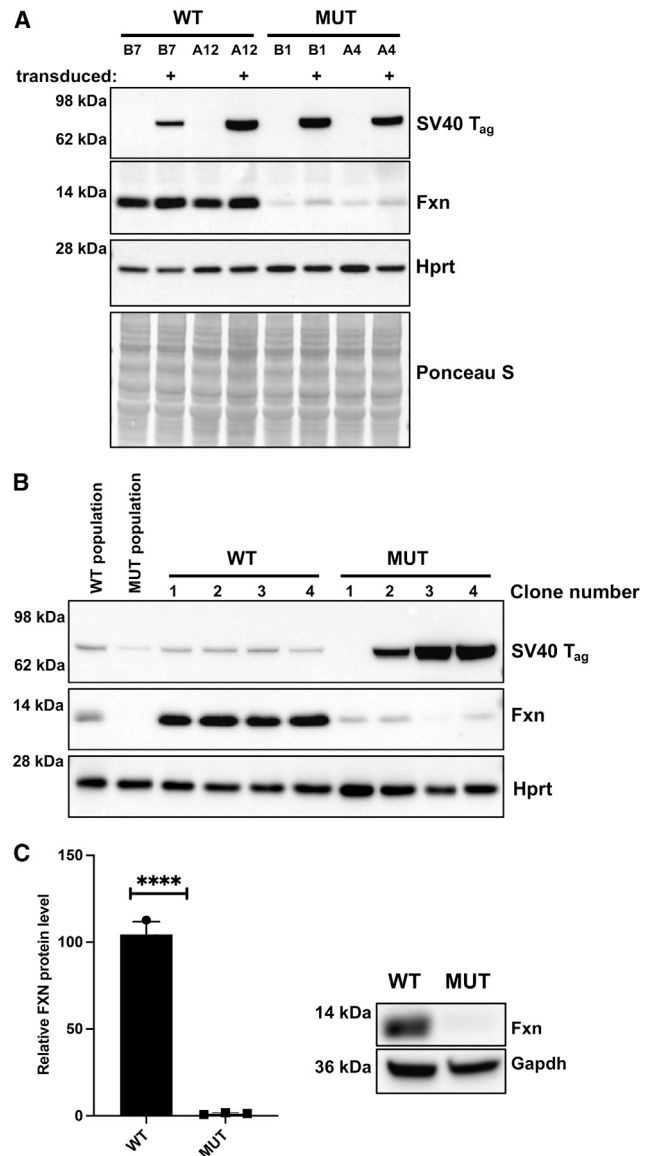 A
WT MUT
B7 B7 A12 A12 B1 B1 A4 A4
transduced: + + + +
98 kDa
62 kDa
SV40 Tag
14 kDa
Fxn
28 kDa
Hprt
Ponceau S
B
WT population
MUT population
WT MUT
1 2 3 4 1 2 3 4 Clone number
98 kDa
62 kDa
SV40 Tag
14 kDa
Fxn
28 kDa
Hprt
C
Relative FXN protein level
150
100
50
0
****
WT
MUT
WT MUT
14 kDa
Fxn
36 kDa
Gapdh